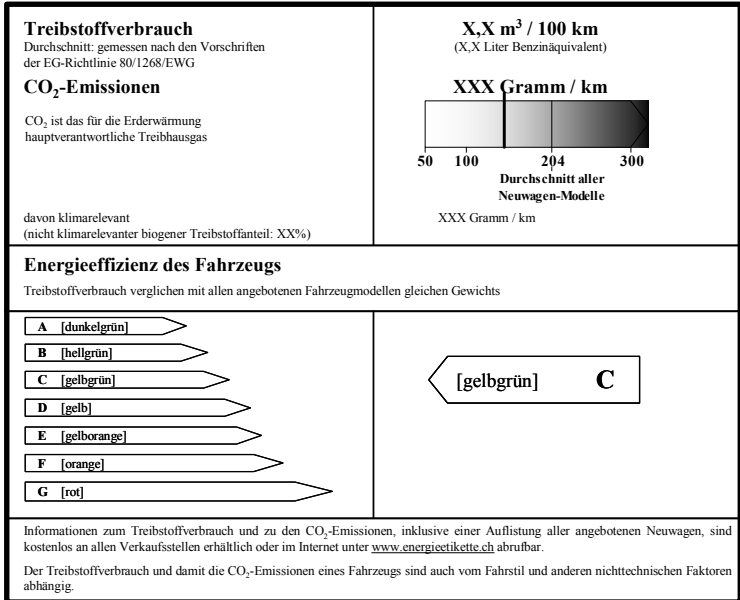 Treibstoffverbrauch
Durchschnitt: gemessen nach den Vorschriften
der EG-Richtlinie 80/1268/EWG
X,X m³ / 100 km
(X,X Liter Benzinäquivalent)
CO₂-Emissionen
XXX Gramm / km
CO₂ ist das für die Erderwärmung
hauptverantwortliche Treibhausgas
50 100 204 300
Durchschnitt aller
Neuwagen-Modelle
davon klimarelevant
(nicht klimarelevanter biogener Treibstoffanteil: XX%)
XXX Gramm / km
Energieeffizienz des Fahrzeugs
Treibstoffverbrauch verglichen mit allen angebotenen Fahrzeugmodellen gleichen Gewichts
A [dunkelgrün]
B [hellgrün]
C [gelbgrün]
D [gelb]
E [gelborange]
F [orange]
G [rot]
[gelbgrün] C
Informationen zum Treibstoffverbrauch und zu den CO₂-Emissionen, inklusive einer Auflistung aller angebotenen Neuwagen, sind
kostenlos an allen Verkaufsstellen erhältlich oder im Internet unter www.energieetikette.ch abrufbar.
Der Treibstoffverbrauch und damit die CO₂-Emissionen eines Fahrzeugs sind auch vom Fahrstil und anderen nichttechnischen Faktoren
abhängig.